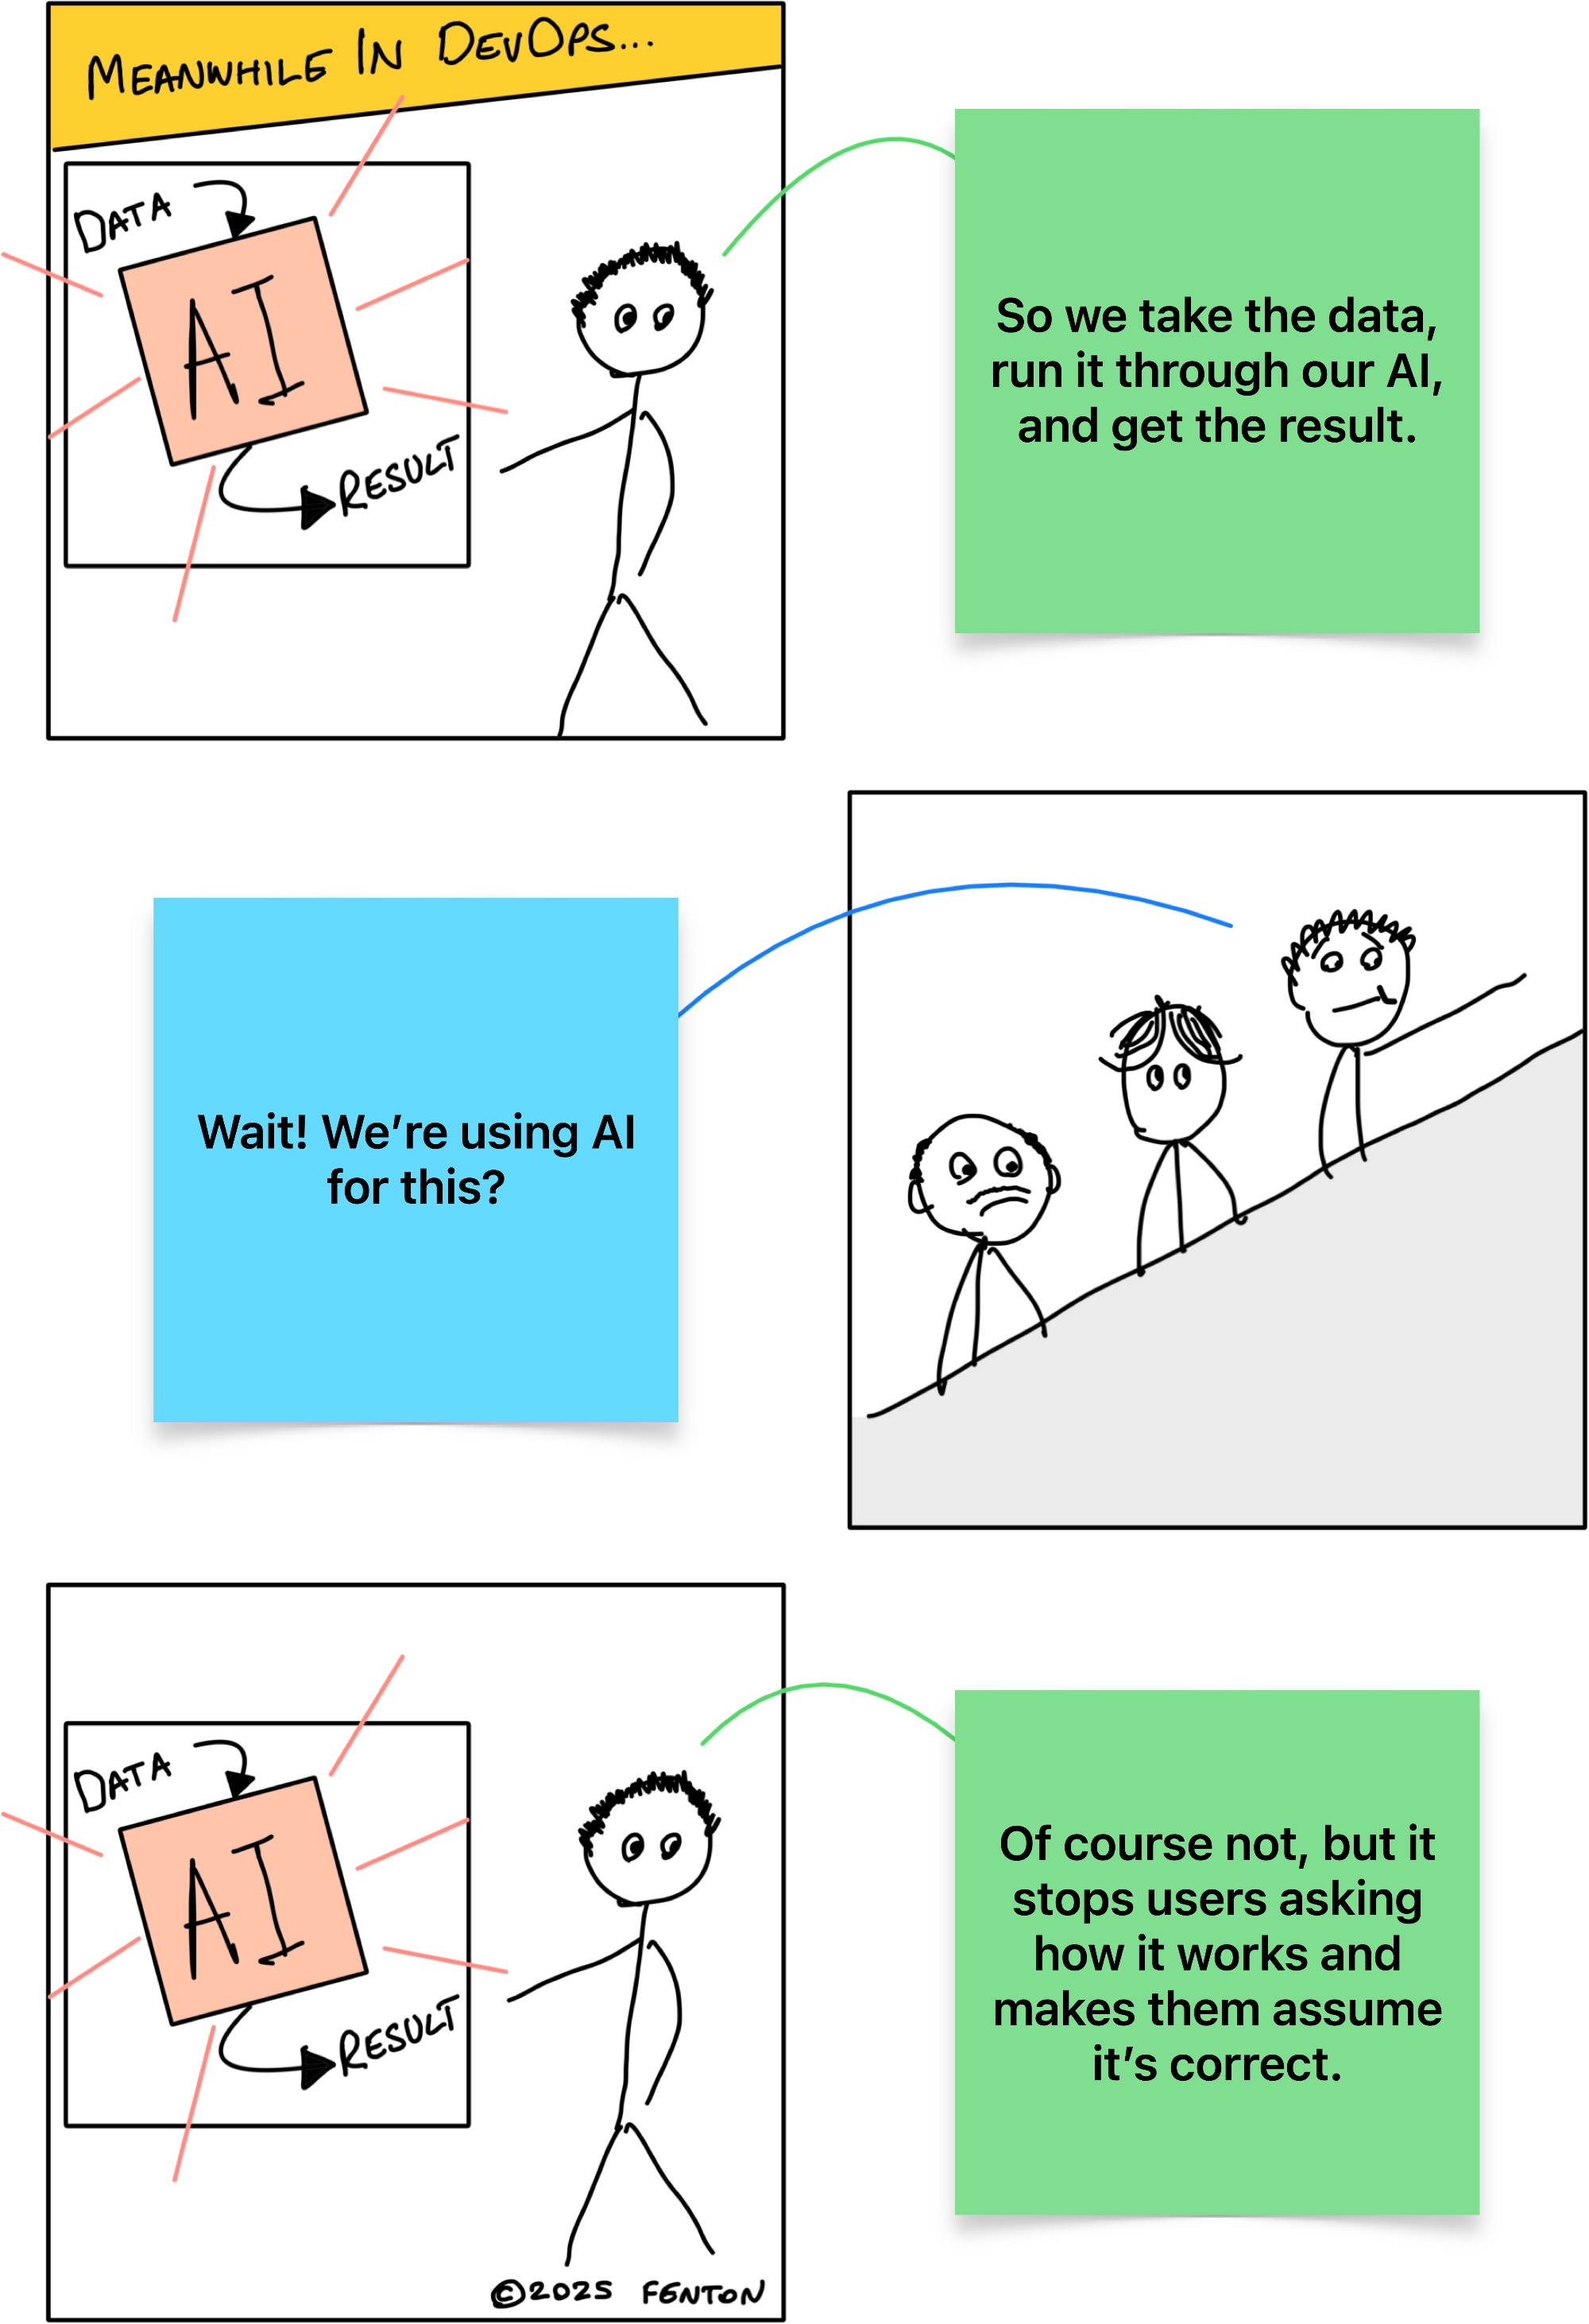 MEANWHILE IN DEVOPS...
DATA
AI
RESULT
So we take the data,
run it through our AI,
and get the result.
Wait! We’re using AI
for this?
DATA
AI
RESULT
Of course not, but it
stops users asking
how it works and
makes them assume
it’s correct.
©2025 FENTON